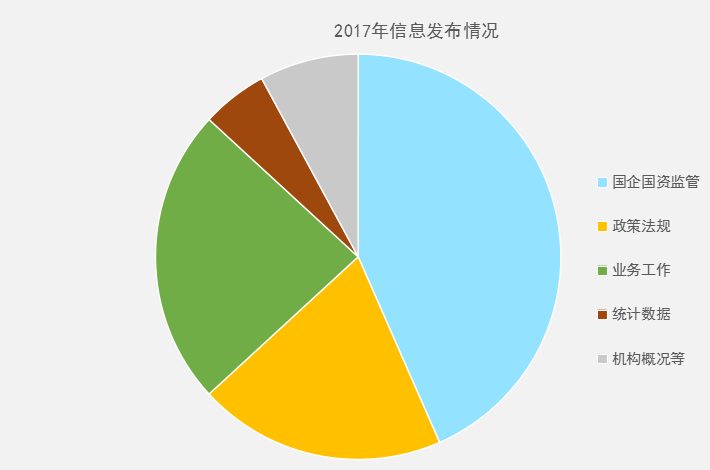 2017年信息发布情况
国企国资监管
政策法规
业务工作
统计数据
机构概况等